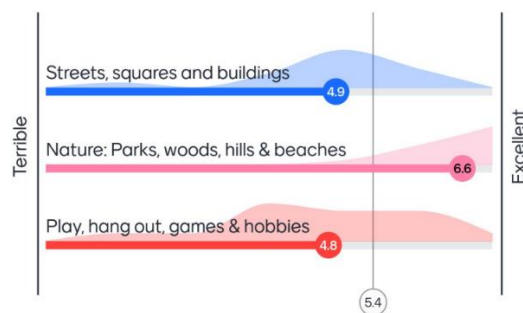 Terrible
Streets, squares and buildings
4.9
Nature: Parks, woods, hills & beaches
6.6
Play, hang out, games & hobbies
4.8
5.4
Excellent